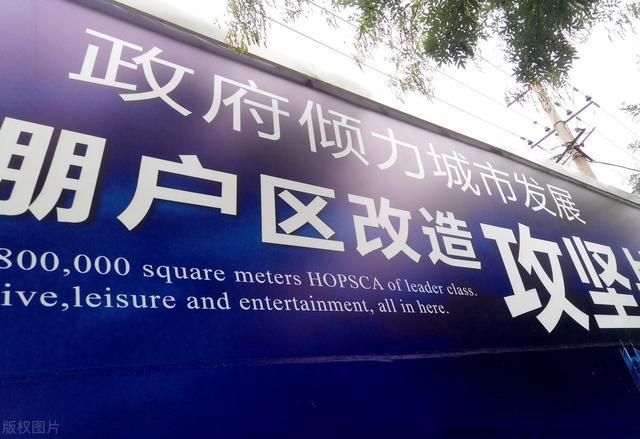 政府倾力城市发展
朋户区改造 攻坚
800,000 square meters HOPSCA of leader class.
ive,leisure and entertainment, all in here.
版权图片